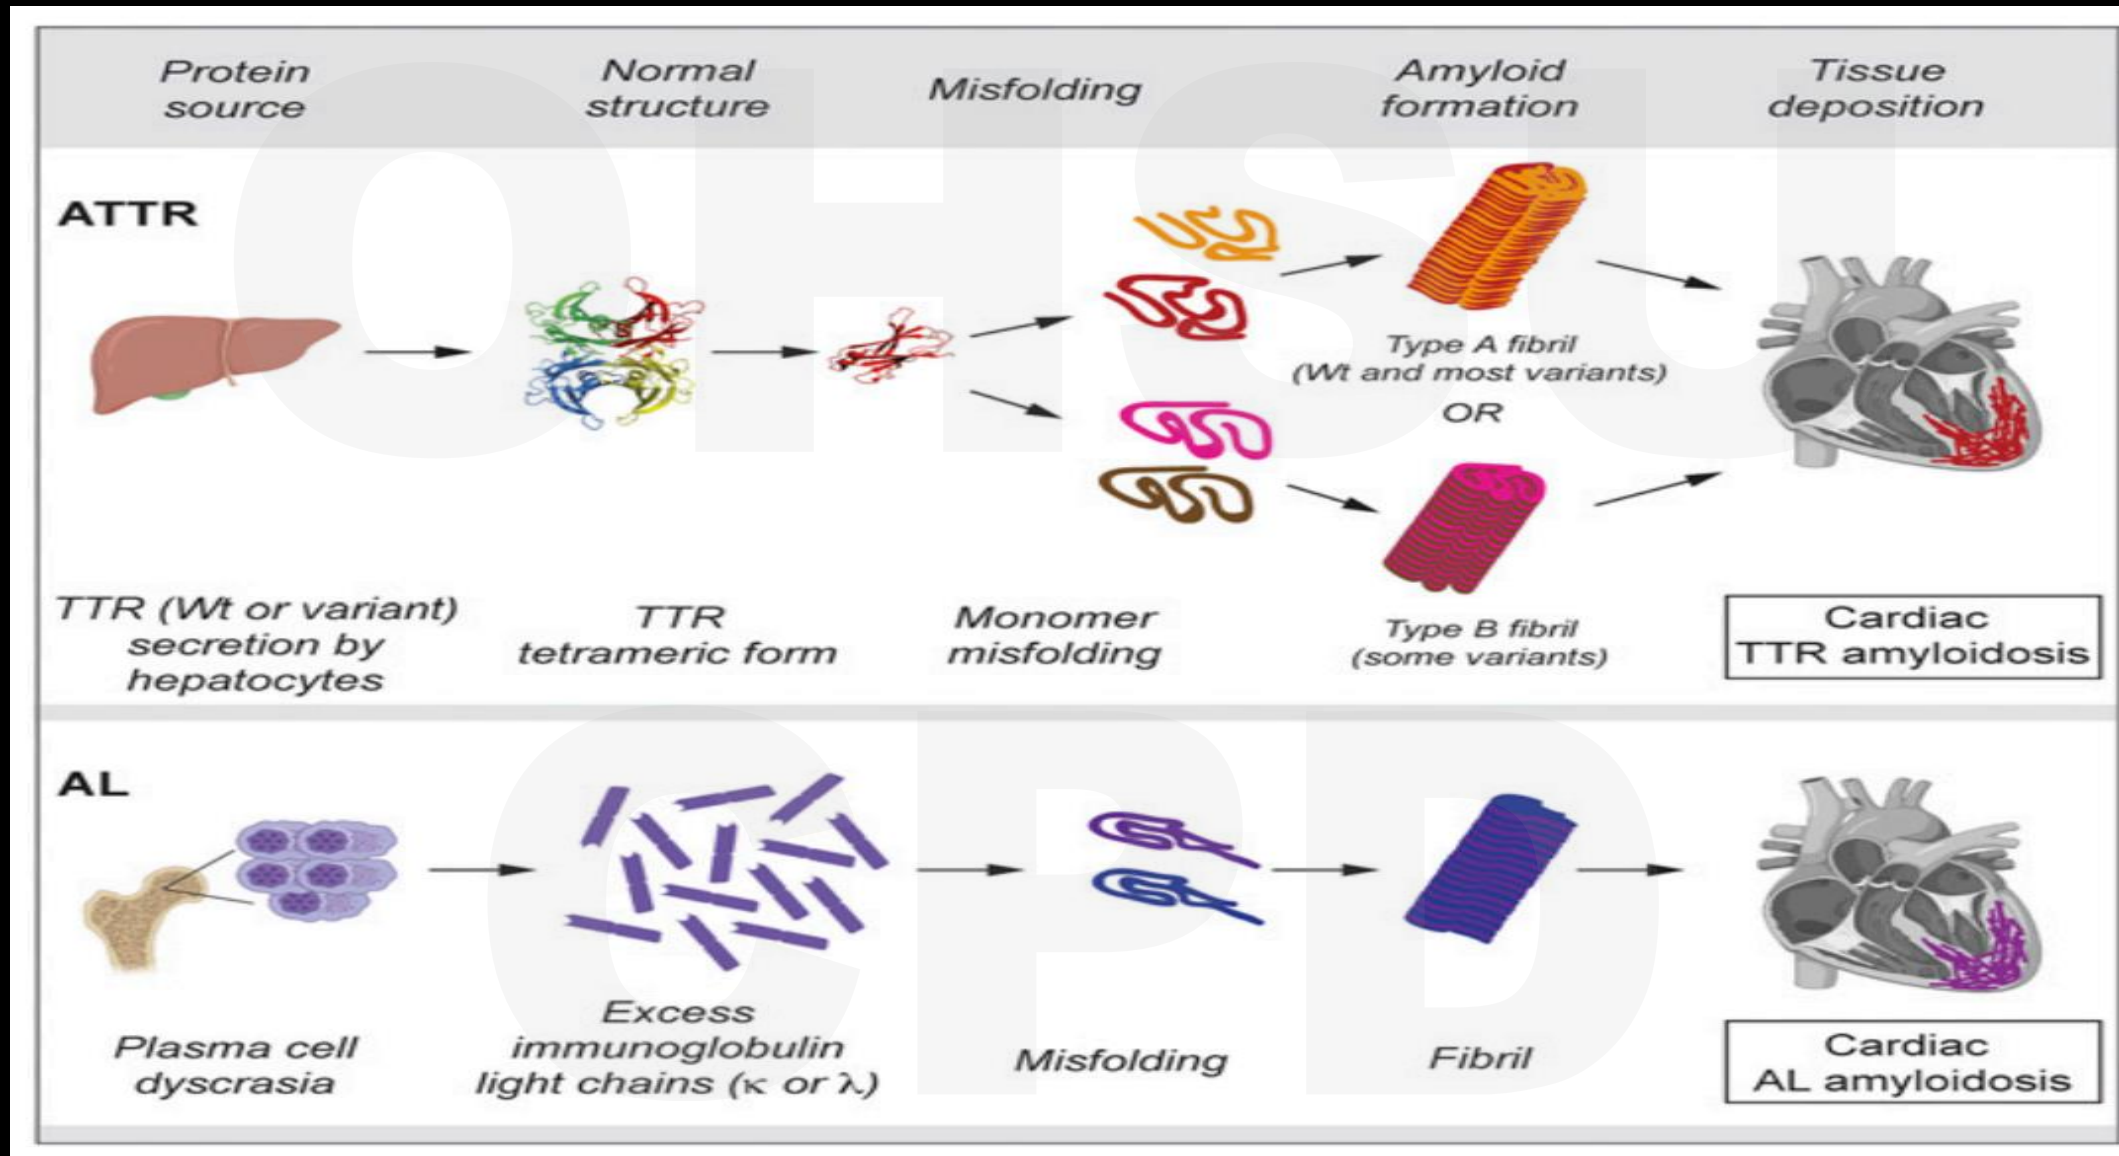 Protein
source
Normal
structure
Misfolding
Amyloid
formation
Tissue
deposition
ATTR
Type A fibril
(Wt and most variants)
OR
TTR (Wt or variant)
secretion by
hepatocytes
TTR
tetrameric form
Monomer
misfolding
Type B fibril
(some variants)
Cardiac
TTR amyloidosis
AL
Plasma cell
dyscrasia
Excess
immunoglobulin
light chains (κ or λ)
Misfolding
Fibril
Cardiac
AL amyloidosis
OHSU
CPD